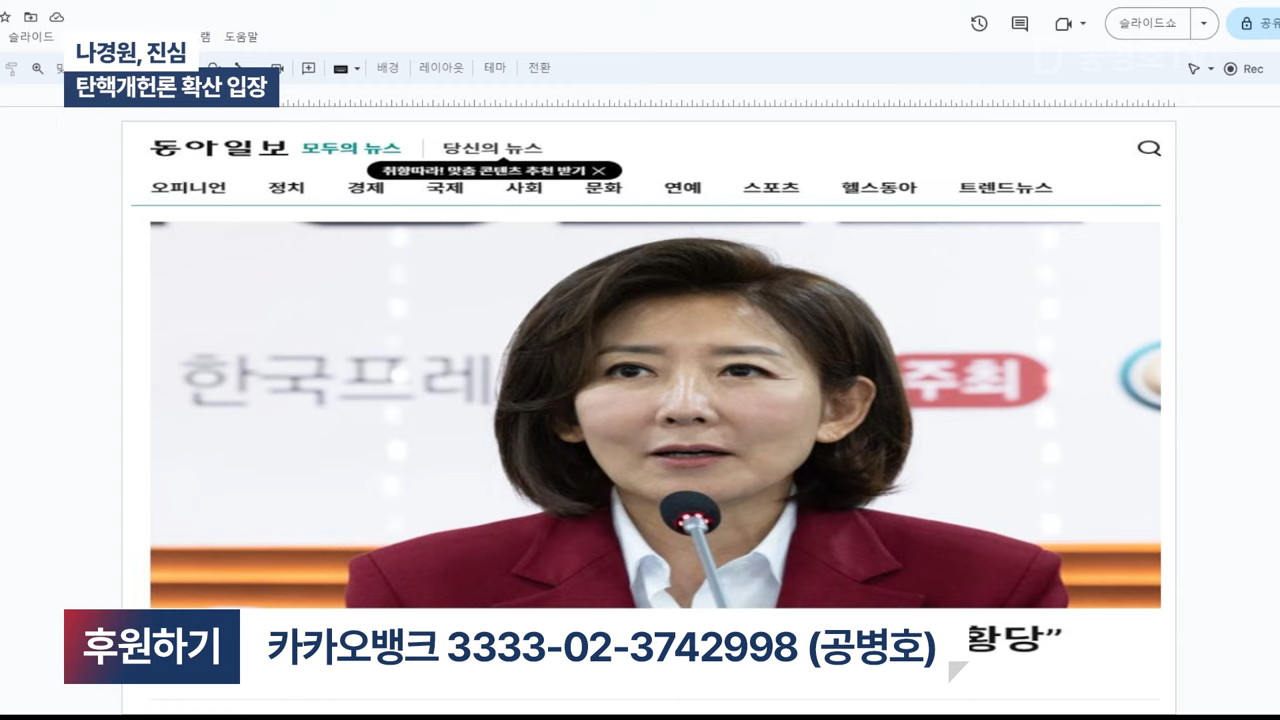 슬라이드
도움말
슬라이드쇼
공유
나경원, 진심
탄핵개헌론 확산 입장
배경
레이아웃
테마
전환
Rec
동아일보 모두의 뉴스 당신의 뉴스
취향따라! 맞춤 콘텐츠 추천 받기
오피니언 정치 경제 국제 사회 문화 연예 스포츠 헬스동아 트렌드뉴스
한국프레
주최
황당”
후원하기
카카오뱅크 3333-02-3742998 (공병호)